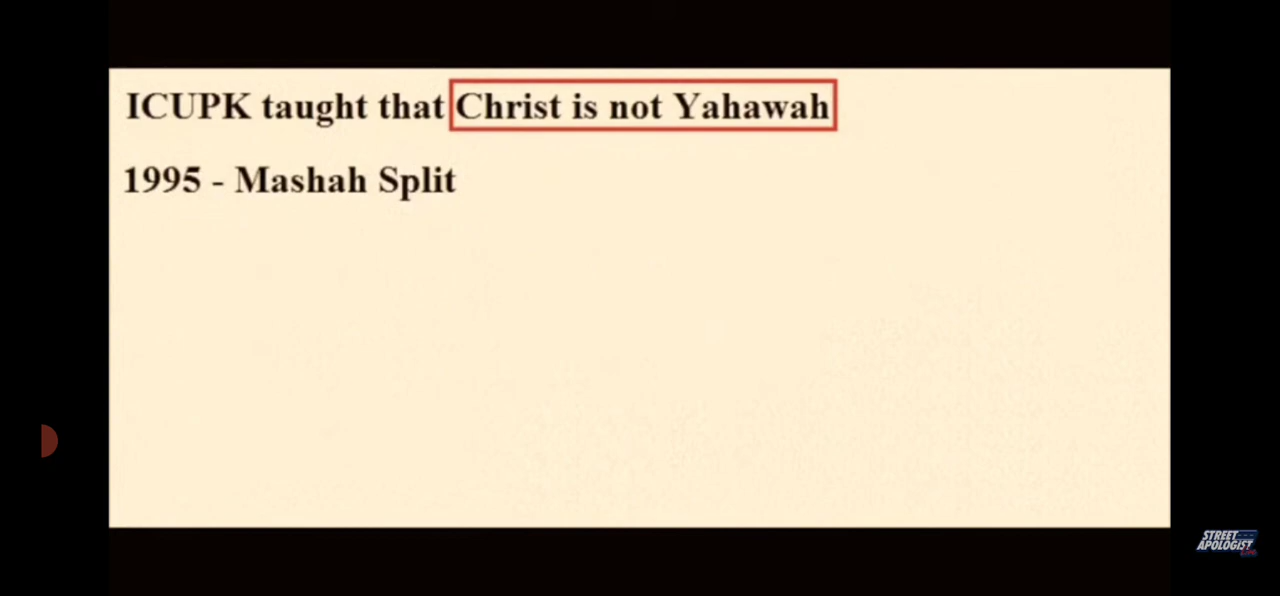 ICUPK taught that Christ is not Yahawah
1995 - Mashah Split
STREET
APOLOGIST